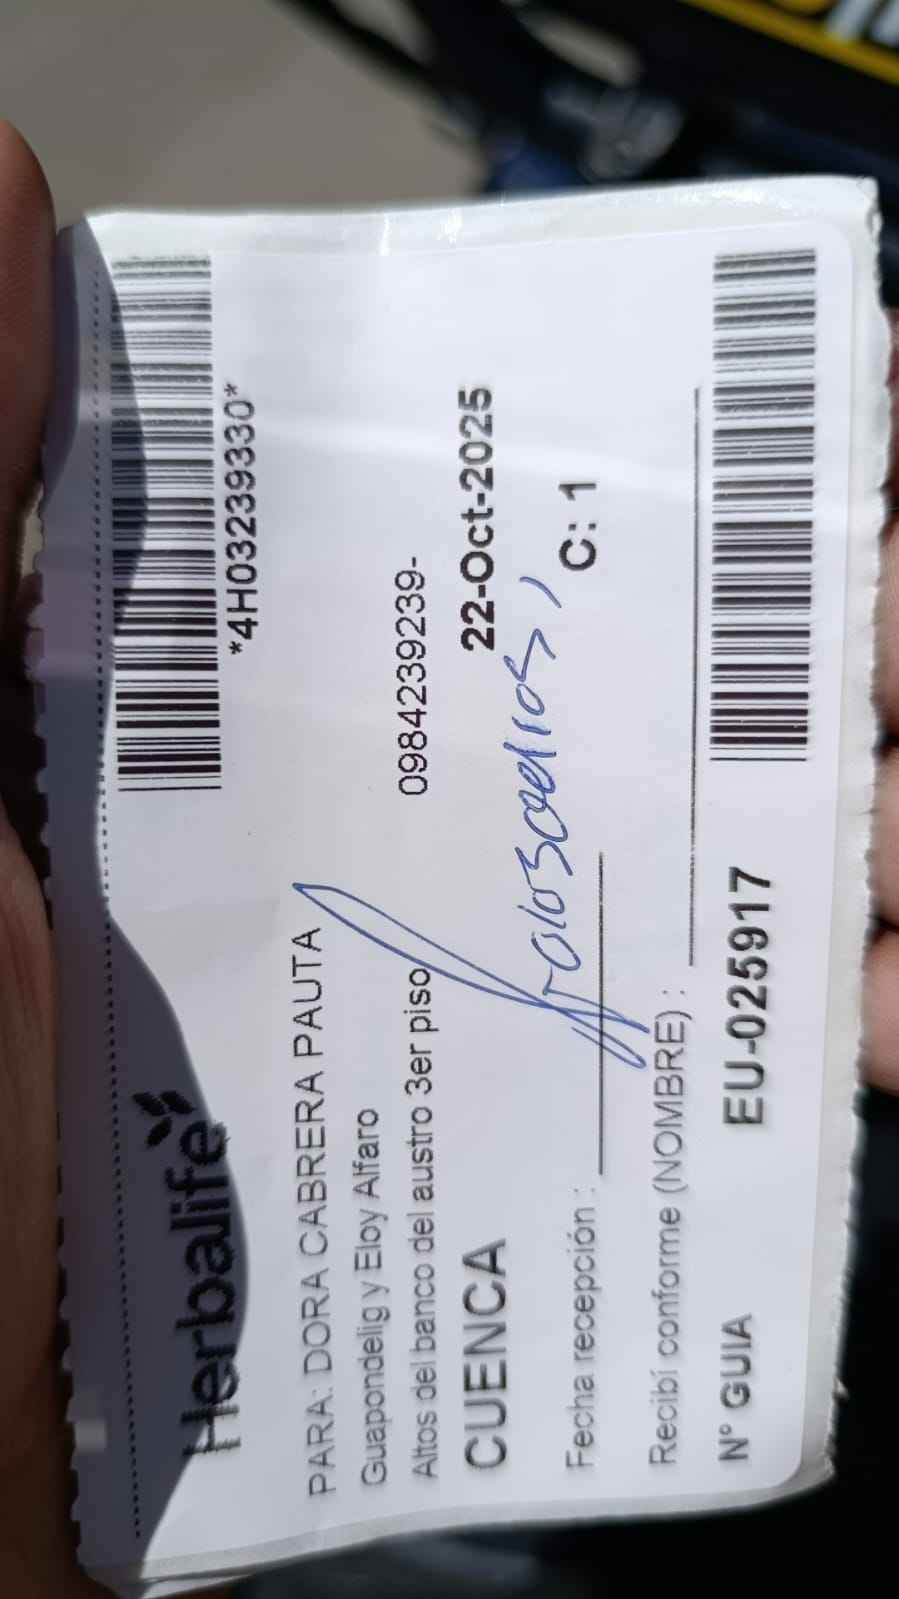 Herbalife
*4H03239330*
PARA: DORA CABRERA PAUTA
Guapondelig y Eloy Alfaro
Altos del banco del austro 3er piso
0984239239-
CUENCA
22-Oct-2025
Fecha recepción :
C: 1
Recibí conforme (NOMBRE) :
N° GUIA
EU-025917